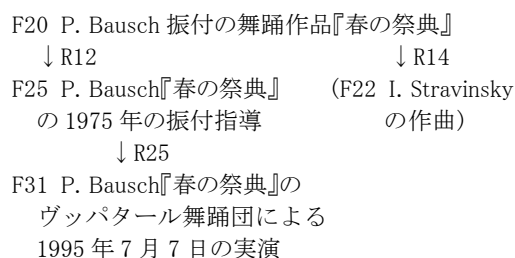 F20 P. Bausch 振付の舞踊作品『春の祭典』
↓R12 ↓R14
F25 P. Bausch『春の祭典』 (F22 I. Stravinsky
の 1975 年の振付指導 の作曲)
↓R25
F31 P. Bausch『春の祭典』の
ヴッパタール舞踊団による
1995 年 7 月 7 日の実演